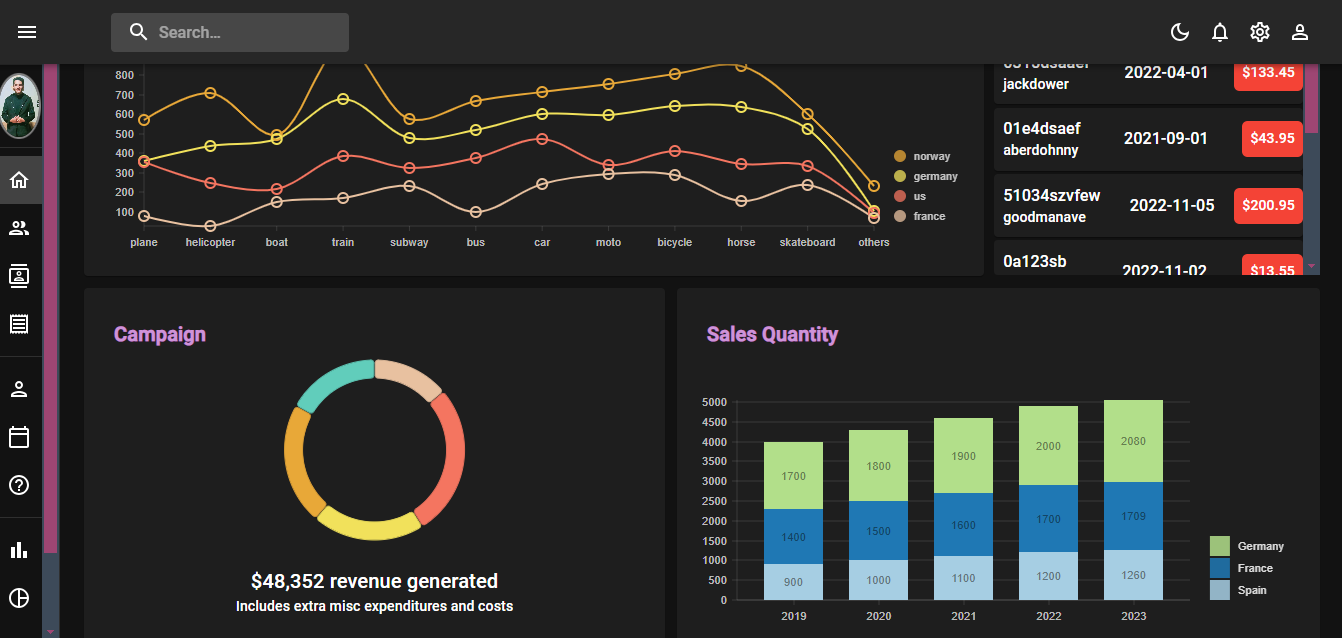 Search...
800
700
600
500
400
300
200
100
plane helicopter boat train subway bus car moto bicycle horse skateboard others
norway
germany
us
france
jackdower
2022-04-01
$133.45
01e4dsaef
aberdohnny
2021-09-01
$43.95
51034szvfew
goodmanave
2022-11-05
$200.95
0a123sb
2022-11-02
$13.55
Campaign
$48,352 revenue generated
Includes extra misc expenditures and costs
Sales Quantity
5000
4500
4000
3500
3000
2500
2000
1500
1000
500
0
1700
1400
900
1800
1500
1000
1900
1600
1100
2000
1700
1200
2080
1709
1260
2019 2020 2021 2022 2023
Germany
France
Spain